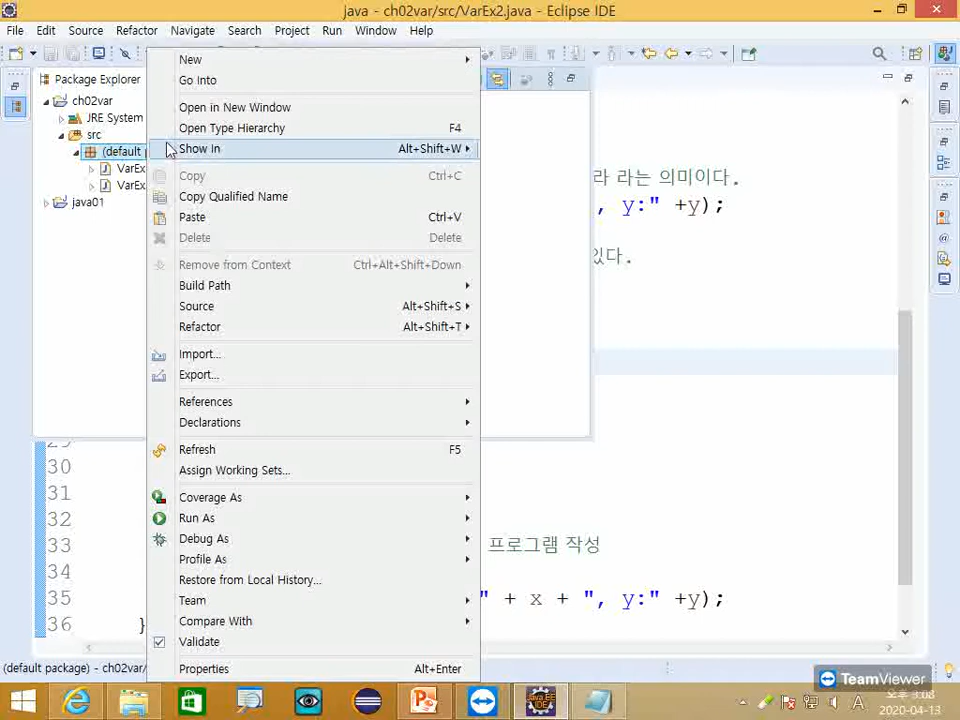 java - ch02var/src/VarEx2.java - Eclipse IDE
File Edit Source Refactor Navigate Search Project Run Window Help
Package Explorer
ch02var
JRE System
src
(default
VarEx
VarEx
java01
New
Go Into
Open in New Window
Open Type Hierarchy F4
Show In Alt+Shift+W
Copy Ctrl+C
Copy Qualified Name
Paste Ctrl+V
Delete Delete
Remove from Context Ctrl+Alt+Shift+Down
Build Path
Source Alt+Shift+S
Refactor Alt+Shift+T
Import...
Export...
References
Declarations
Refresh F5
Assign Working Sets...
Coverage As
Run As
Debug As
Profile As
Restore from Local History...
Team
Compare With
Validate
Properties Alt+Enter
라 라는 의미이다.
, y:" +y);
있다.
30
31
32
33 프로그램 작성
34
35 " + x + ", y:" +y);
36 }
(default package) - ch02var/
TeamViewer
오후 3:08
2020-04-13